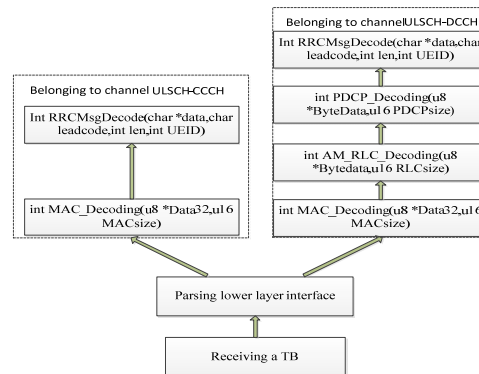 Belonging to channel ULSCH-CCCH
Int RRCMsgDecode(char *data,char
leadcode,int len,int UEID)
int MAC_Decoding(u8 *Data32,u16
MACsize)
Belonging to channelULSCH-DCCH
Int RRCMsgDecode(char *data,char
leadcode,int len,int UEID)
int PDCP_Decoding(u8
*ByteData,u16 PDCPsize)
int AM_RLC_Decoding(u8
*Bytedata,u16 RLCsize)
int MAC_Decoding(u8 *Data32,u16
MACsize)
Parsing lower layer interface
Receiving a TB